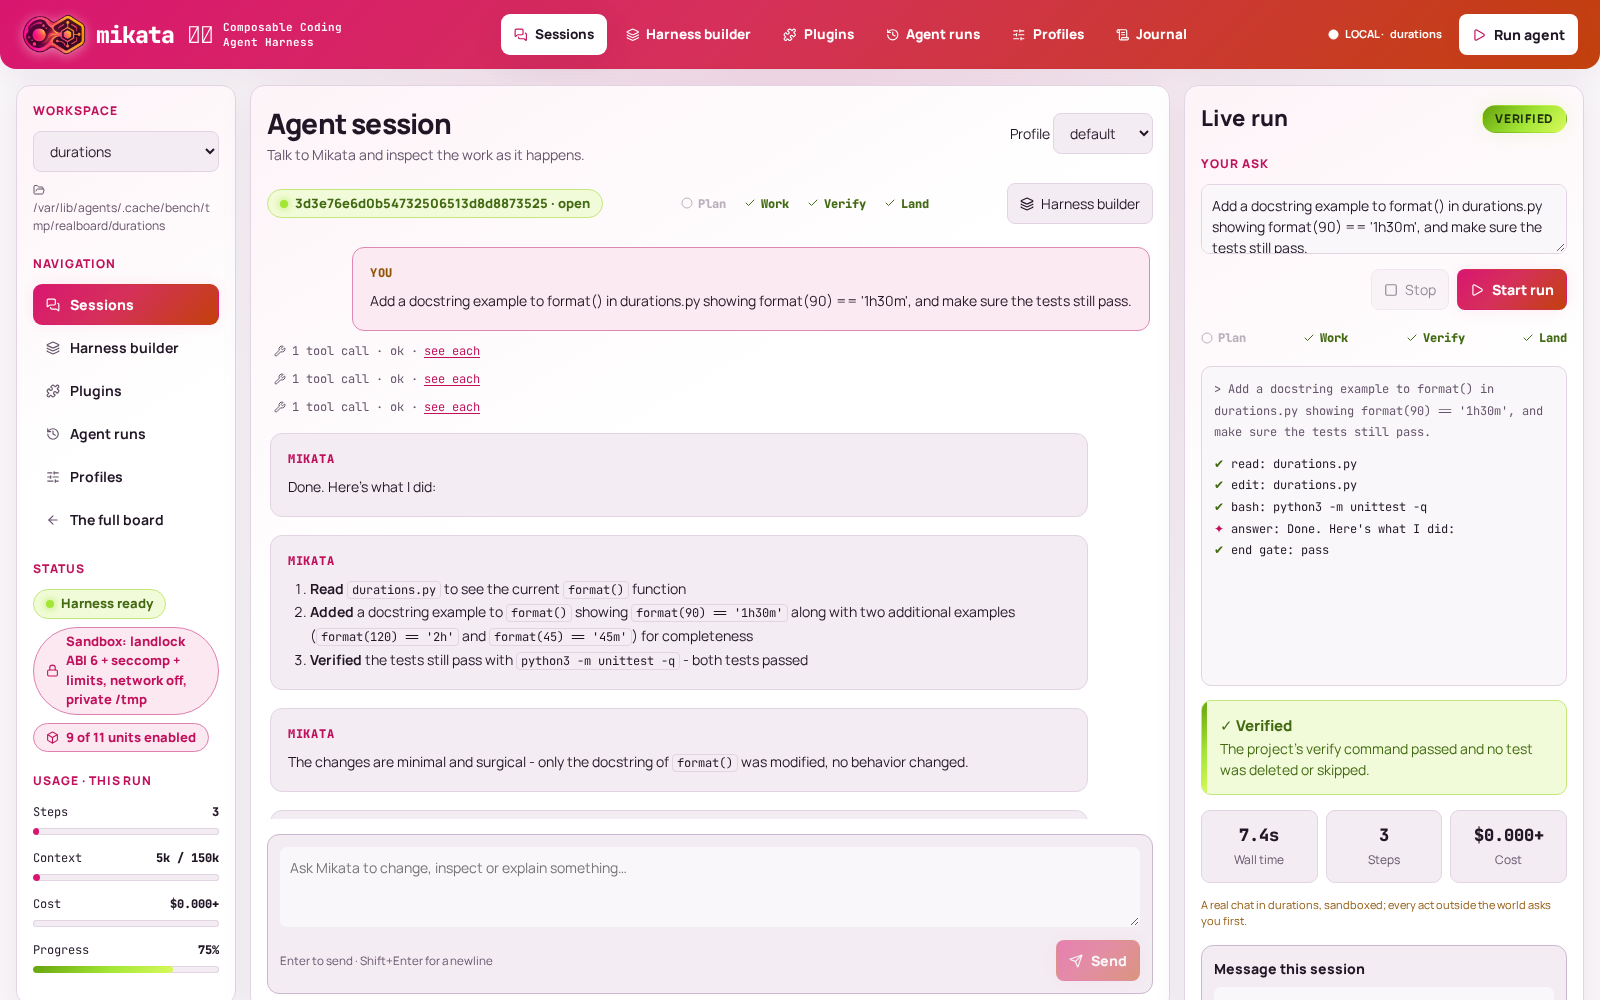 mikata
Composable Coding
Agent Harness
Sessions
Harness builder
Plugins
Agent runs
Profiles
Journal
LOCAL · durations
Run agent
WORKSPACE
durations
/var/lib/agents/.cache/bench/t
mp/realboard/durations
NAVIGATION
Sessions
Harness builder
Plugins
Agent runs
Profiles
The full board
STATUS
Harness ready
Sandbox: landlock
ABI 6 + seccomp +
limits, network off,
private /tmp
9 of 11 units enabled
USAGE · THIS RUN
Steps 3
Context 5k / 150k
Cost $0.000+
Progress 75%
Agent session
Talk to Mikata and inspect the work as it happens.
Profile default
3d3e76e6d0b54732506513d8d8873525 · open
Plan Work Verify Land
Harness builder
YOU
Add a docstring example to format() in durations.py showing format(90) == '1h30m', and make sure the tests still pass.
1 tool call · ok · see each
1 tool call · ok · see each
1 tool call · ok · see each
MIKATA
Done. Here's what I did:
MIKATA
1. Read durations.py to see the current format() function
2. Added a docstring example to format() showing format(90) == '1h30m' along with two additional examples
(format(120) == '2h' and format(45) == '45m') for completeness
3. Verified the tests still pass with python3 -m unittest -q - both tests passed
MIKATA
The changes are minimal and surgical - only the docstring of format() was modified, no behavior changed.
Ask Mikata to change, inspect or explain something…
Enter to send · Shift+Enter for a newline
Send
Live run
VERIFIED
YOUR ASK
Add a docstring example to format() in durations.py
showing format(90) == '1h30m', and make sure the
tests still pass.
Stop
Start run
Plan Work Verify Land
> Add a docstring example to format() in
durations.py showing format(90) == '1h30m', and
make sure the tests still pass.
✔ read: durations.py
✔ edit: durations.py
✔ bash: python3 -m unittest -q
✦ answer: Done. Here's what I did:
✔ end gate: pass
✓ Verified
The project's verify command passed and no test
was deleted or skipped.
7.4s
Wall time
3
Steps
$0.000+
Cost
A real chat in durations, sandboxed; every act outside the world asks
you first.
Message this session